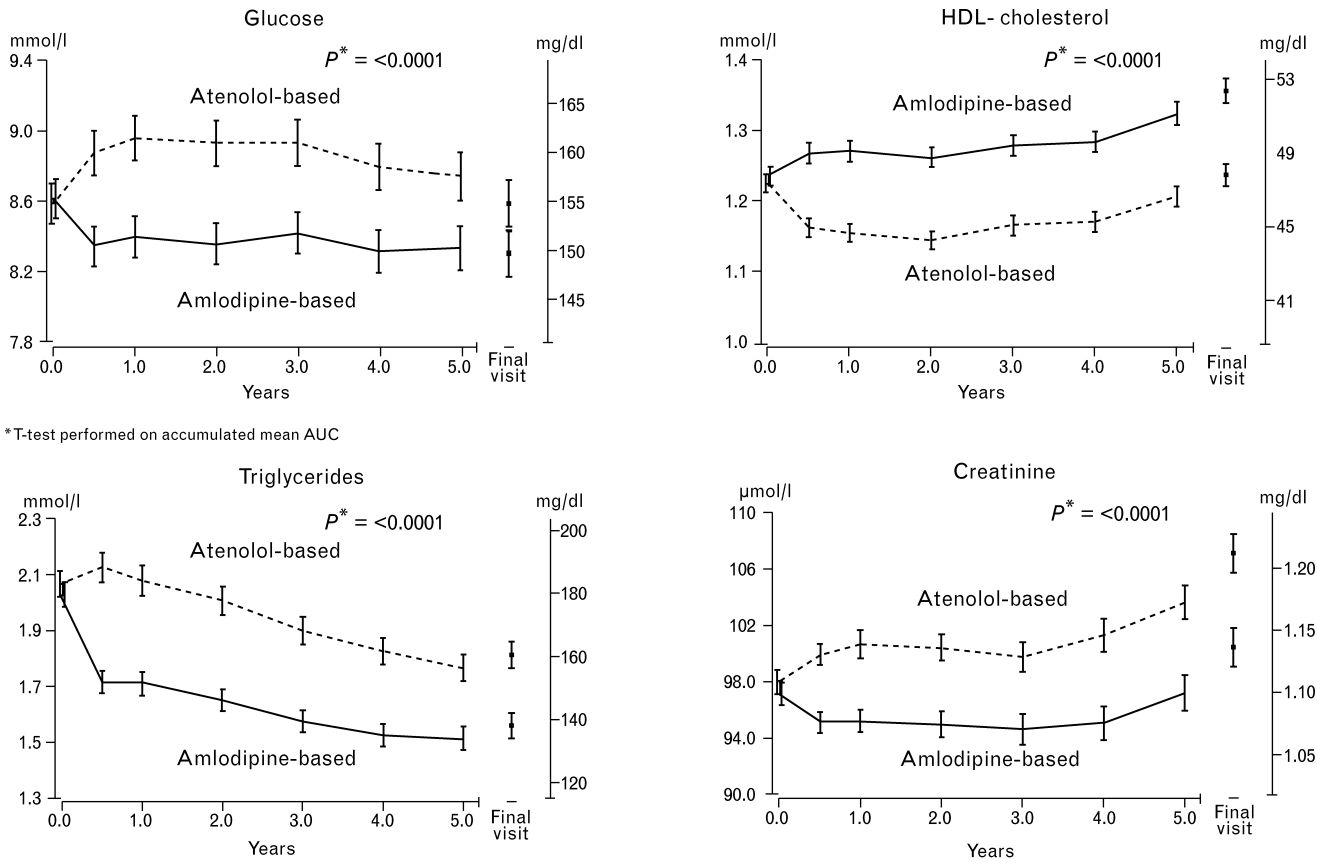 Glucose
mmol/l
mg/dl
P* = <0.0001
9.4
9.0
8.6
8.2
7.8
Atenolol-based
Amlodipine-based
165
160
155
150
145
0.0 1.0 2.0 3.0 4.0 5.0
Final
visit
Years
HDL- cholesterol
mmol/l
mg/dl
P* = <0.0001
1.4
1.3
1.2
1.1
1.0
Amlodipine-based
Atenolol-based
53
49
45
41
0.0 1.0 2.0 3.0 4.0 5.0
Final
visit
Years
*T-test performed on accumulated mean AUC
Triglycerides
mmol/l
mg/dl
P* = <0.0001
2.3
2.1
1.9
1.7
1.5
1.3
Atenolol-based
Amlodipine-based
200
180
160
140
120
0.0 1.0 2.0 3.0 4.0 5.0
Final
visit
Years
Creatinine
µmol/l
mg/dl
P* = <0.0001
110
106
102
98.0
94.0
90.0
Atenolol-based
Amlodipine-based
1.20
1.15
1.10
1.05
0.0 1.0 2.0 3.0 4.0 5.0
Final
visit
Years